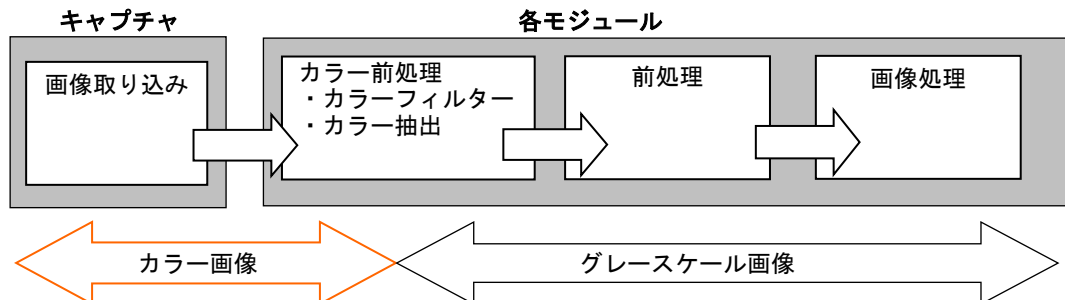 キャプチャ
各モジュール
画像取り込み
カラー前処理
・カラーフィルター
・カラー抽出
前処理
画像処理
カラー画像
グレースケール画像